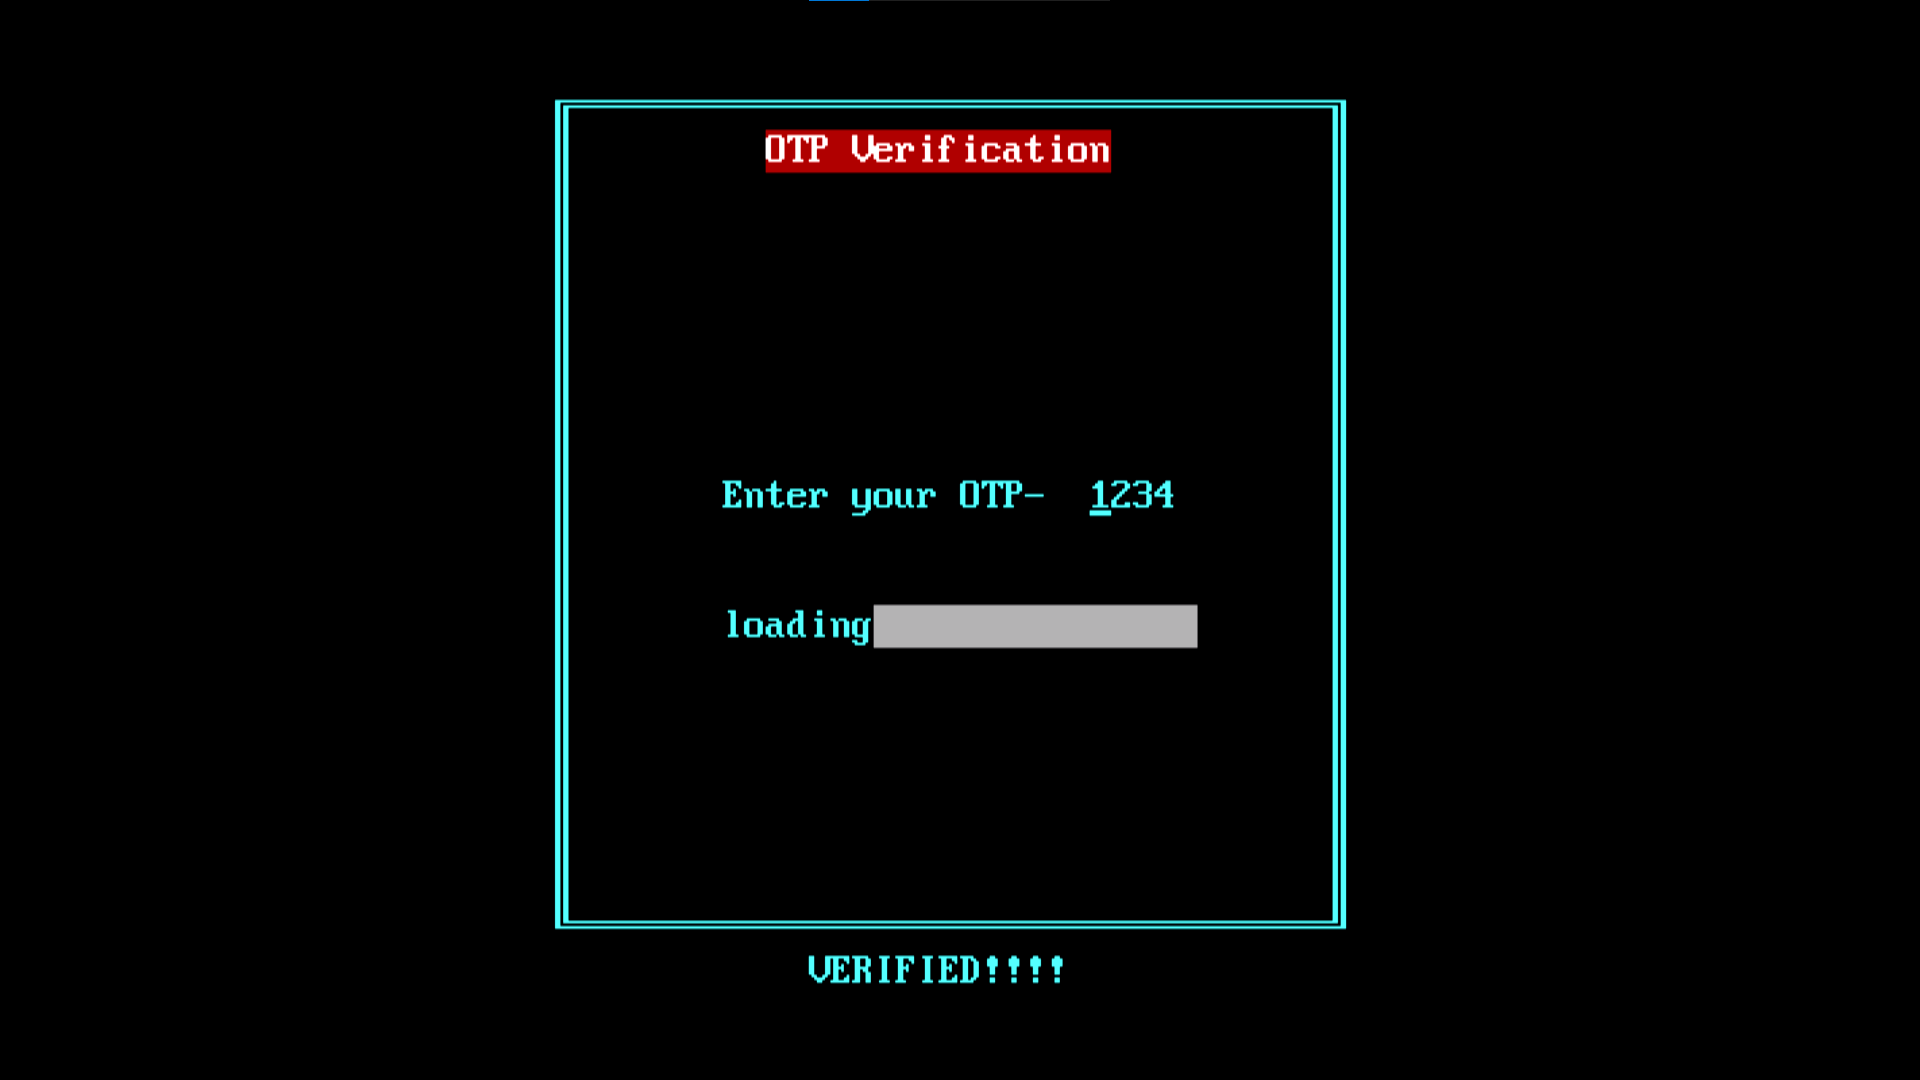 OTP Verification
Enter your OTP-  1234
loading
VERIFIED!!!!